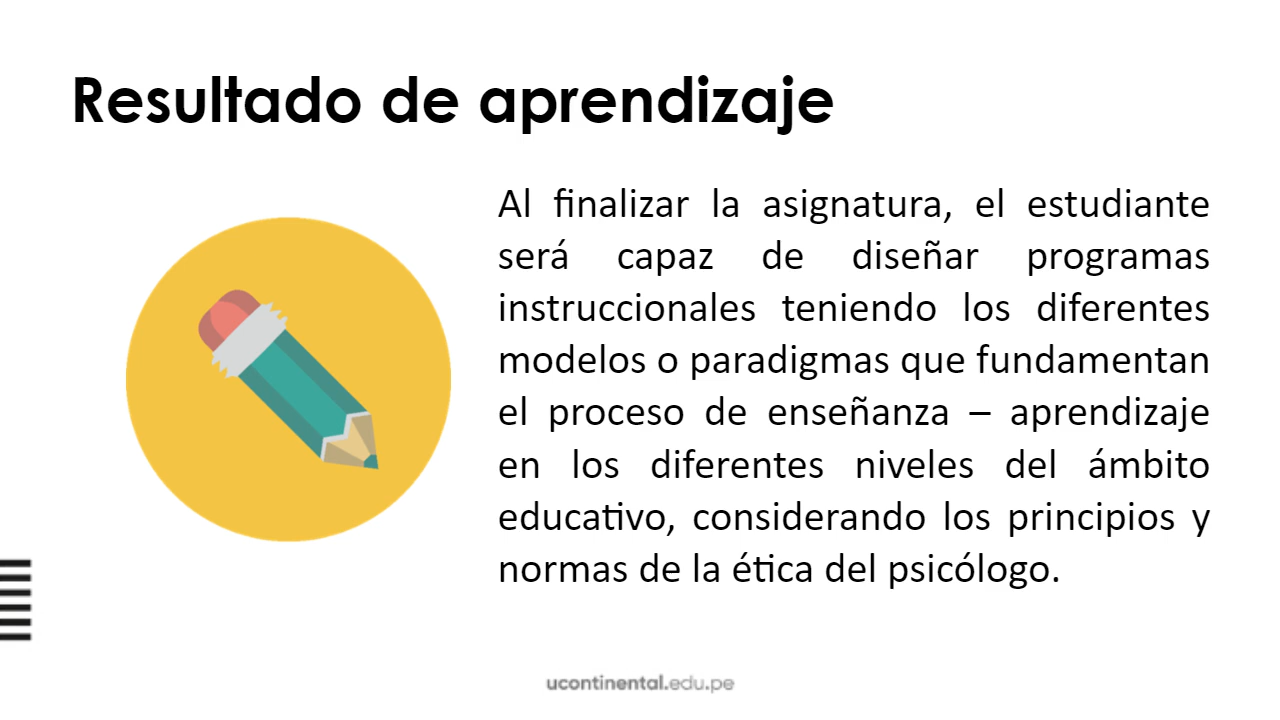 Resultado de aprendizaje
Al finalizar la asignatura, el estudiante
será capaz de diseñar programas
instruccionales teniendo los diferentes
modelos o paradigmas que fundamentan
el proceso de enseñanza – aprendizaje
en los diferentes niveles del ámbito
educativo, considerando los principios y
normas de la ética del psicólogo.
ucontinental.edu.pe